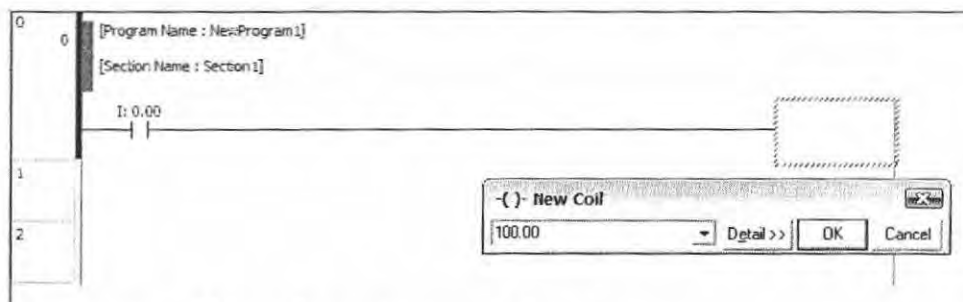 0
0
[Program Name : NewProgram1]
[Section Name : Section1]
I: 0.00
1
-( )- New Coil
100.00
Detail >>
OK
Cancel
2